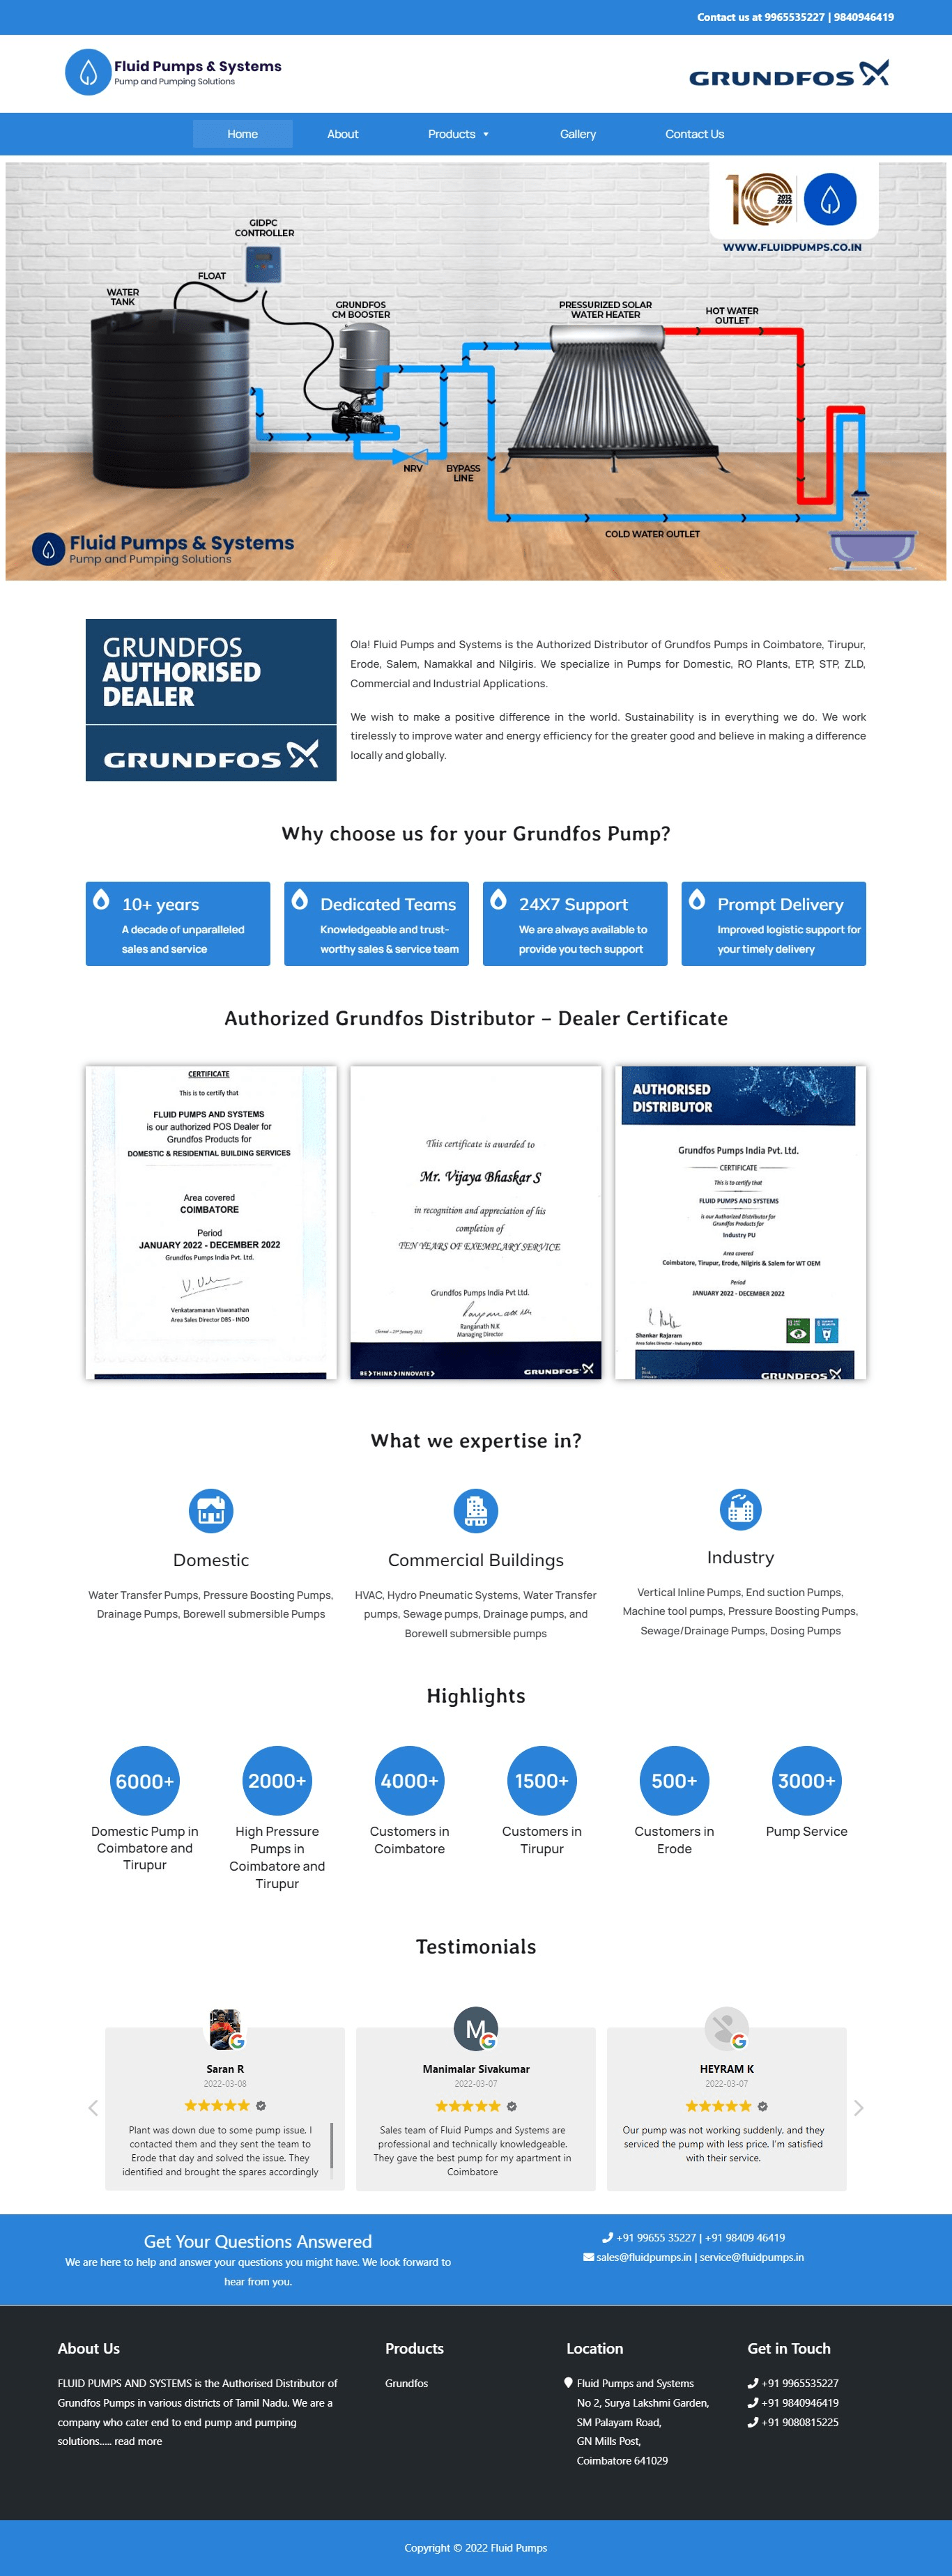 Contact us at 9965535227 | 9840946419
Fluid Pumps & Systems
Pump and Pumping Solutions
GRUNDFOS
Home
About
Products
Gallery
Contact Us
10
2012
2022
WWW.FLUIDPUMPS.CO.IN
GIDPC
CONTROLLER
FLOAT
WATER
TANK
GRUNDFOS
CM BOOSTER
PRESSURIZED SOLAR
WATER HEATER
HOT WATER
OUTLET
NRV
BYPASS
LINE
COLD WATER OUTLET
Fluid Pumps & Systems
Pump and Pumping Solutions
GRUNDFOS
AUTHORISED
DEALER
GRUNDFOS
Ola! Fluid Pumps and Systems is the Authorized Distributor of Grundfos Pumps in Coimbatore, Tirupur,
Erode, Salem, Namakkal and Nilgiris. We specialize in Pumps for Domestic, RO Plants, ETP, STP, ZLD,
Commercial and Industrial Applications.
We wish to make a positive difference in the world. Sustainability is in everything we do. We work
tirelessly to improve water and energy efficiency for the greater good and believe in making a difference
locally and globally.
Why choose us for your Grundfos Pump?
10+ years
A decade of unparalleled
sales and service
Dedicated Teams
Knowledgeable and trust-
worthy sales & service team
24X7 Support
We are always available to
provide you tech support
Prompt Delivery
Improved logistic support for
your timely delivery
Authorized Grundfos Distributor – Dealer Certificate
CERTIFICATE
This is to certify that
FLUID PUMPS AND SYSTEMS
is our authorized POS Dealer for
Grundfos Products for
DOMESTIC & RESIDENTIAL BUILDING SERVICES
Area covered
COIMBATORE
Period
JANUARY 2022 - DECEMBER 2022
Grundfos Pumps India Pvt. Ltd.
Venkataramanan Viswanathan
Area Sales Director DBS - INDO
This certificate is awarded to
Mr. Vijaya Bhaskar S
in recognition and appreciation of his
completion of
TEN YEARS OF EXEMPLARY SERVICE
Grundfos Pumps India Pvt Ltd.
Ranganath N.K
Managing Director
BE>THINK>INNOVATE>
GRUNDFOS
AUTHORISED
DISTRIBUTOR
Grundfos Pumps India Pvt. Ltd.
CERTIFICATE
This is to certify that
FLUID PUMPS AND SYSTEMS
is our Authorized Distributor for
Grundfos Products for
Industry PU
Area covered
Coimbatore, Tirupur, Erode, Nilgiris & Salem for WT OEM
Period
JANUARY 2022 - DECEMBER 2022
Shankar Rajaram
Area Sales Director - Industry INDO
GRUNDFOS
What we expertise in?
Domestic
Water Transfer Pumps, Pressure Boosting Pumps,
Drainage Pumps, Borewell submersible Pumps
Commercial Buildings
HVAC, Hydro Pneumatic Systems, Water Transfer
pumps, Sewage pumps, Drainage pumps, and
Borewell submersible pumps
Industry
Vertical Inline Pumps, End suction Pumps,
Machine tool pumps, Pressure Boosting Pumps,
Sewage/Drainage Pumps, Dosing Pumps
Highlights
6000+
Domestic Pump in
Coimbatore and
Tirupur
2000+
High Pressure
Pumps in
Coimbatore and
Tirupur
4000+
Customers in
Coimbatore
1500+
Customers in
Tirupur
500+
Customers in
Erode
3000+
Pump Service
Testimonials
Saran R
2022-03-08
Plant was down due to some pump issue. I
contacted them and they sent the team to
Erode that day and solved the issue. They
identified and brought the spares accordingly
M
Manimalar Sivakumar
2022-03-07
Sales team of Fluid Pumps and Systems are
professional and technically knowledgeable.
They gave the best pump for my apartment in
Coimbatore
HEYRAM K
2022-03-07
Our pump was not working suddenly, and they
serviced the pump with less price. I'm satisfied
with their service.
Get Your Questions Answered
We are here to help and answer your questions you might have. We look forward to
hear from you.
+91 99655 35227 | +91 98409 46419
sales@fluidpumps.in | service@fluidpumps.in
About Us
FLUID PUMPS AND SYSTEMS is the Authorised Distributor of
Grundfos Pumps in various districts of Tamil Nadu. We are a
company who cater end to end pump and pumping
solutions..... read more
Products
Grundfos
Location
Fluid Pumps and Systems
No 2, Surya Lakshmi Garden,
SM Palayam Road,
GN Mills Post,
Coimbatore 641029
Get in Touch
+91 9965535227
+91 9840946419
+91 9080815225
Copyright © 2022 Fluid Pumps